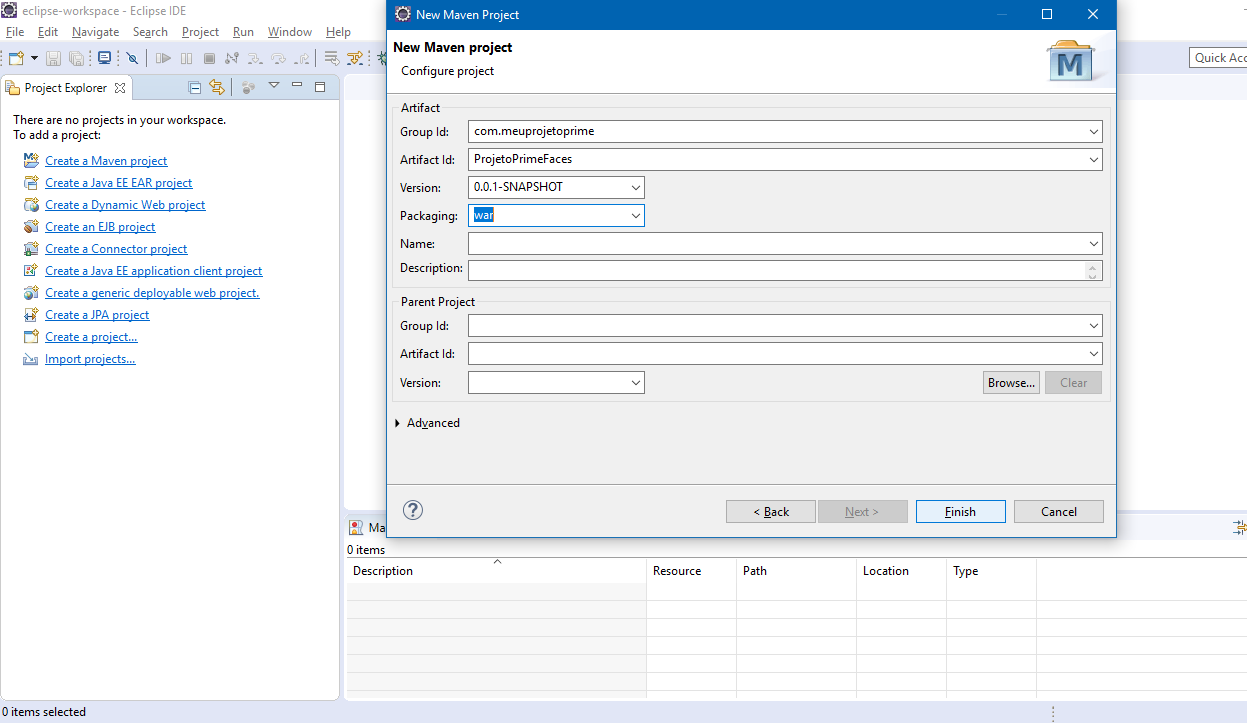 eclipse-workspace - Eclipse IDE
File Edit Navigate Search Project Run Window Help
Quick Acc
Project Explorer
There are no projects in your workspace.
To add a project:
Create a Maven project
Create a Java EE EAR project
Create a Dynamic Web project
Create an EJB project
Create a Connector project
Create a Java EE application client project
Create a generic deployable web project.
Create a JPA project
Create a project...
Import projects...
New Maven Project
New Maven project
Configure project
M
Artifact
Group Id: com.meuprojetoprime
Artifact Id: ProjetoPrimeFaces
Version: 0.0.1-SNAPSHOT
Packaging: war
Name:
Description:
Parent Project
Group Id:
Artifact Id:
Version:
Browse... Clear
Advanced
? < Back Next > Finish Cancel
Ma
0 items
Description Resource Path Location Type
0 items selected